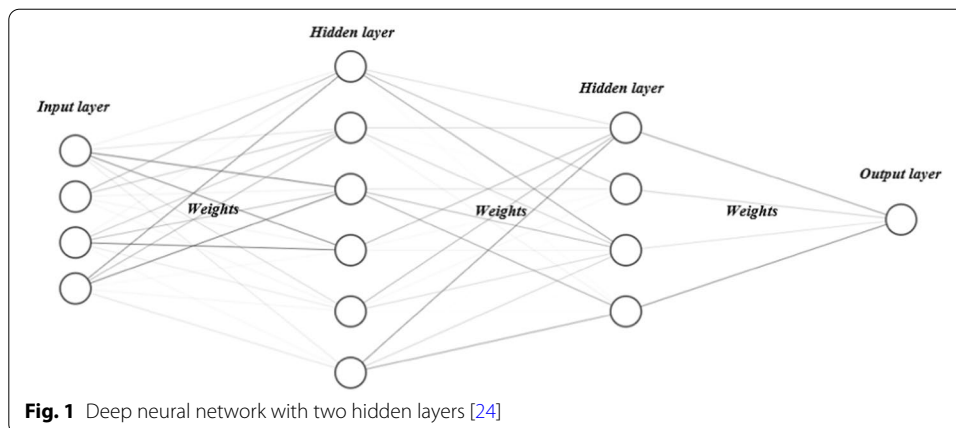 Hidden layer
Hidden layer
Input layer
Output layer
Weights
Weights
Weights
Fig. 1 Deep neural network with two hidden layers [24]